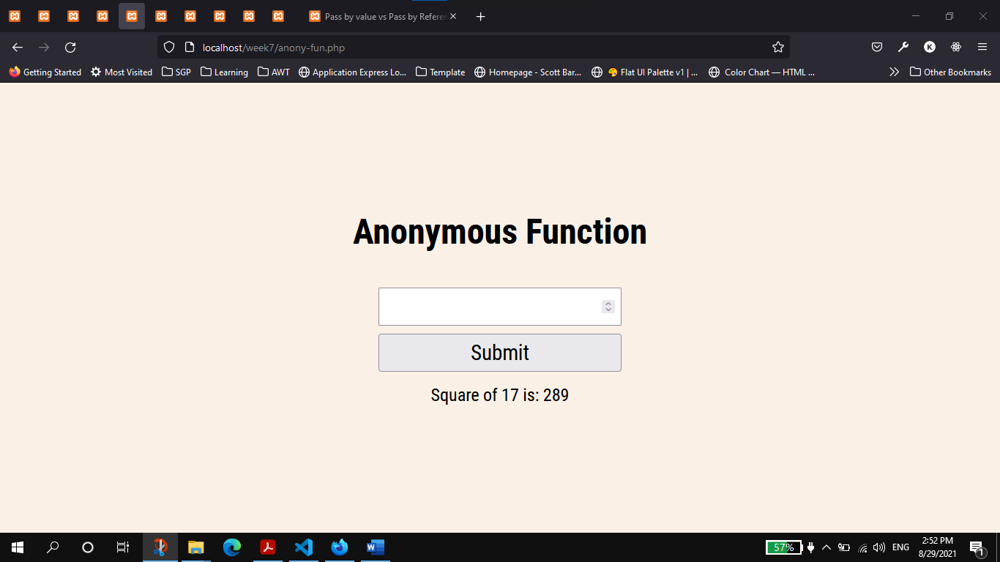 Pass by value vs Pass by Refere
localhost/week7/anony-fun.php
K
Getting Started Most Visited SGP Learning AWT Application Express Lo... Template Homepage - Scott Bar... Flat UI Palette v1 | ... Color Chart — HTML ... Other Bookmarks
Anonymous Function
Submit
Square of 17 is: 289
57% ENG 2:52 PM
8/29/2021 1